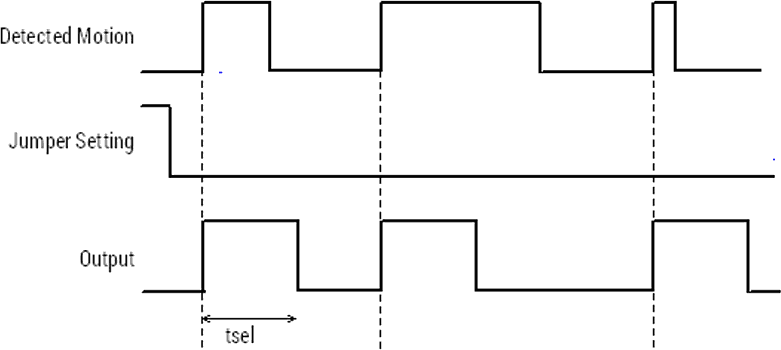 Detected Motion
Jumper Setting
Output
tsel